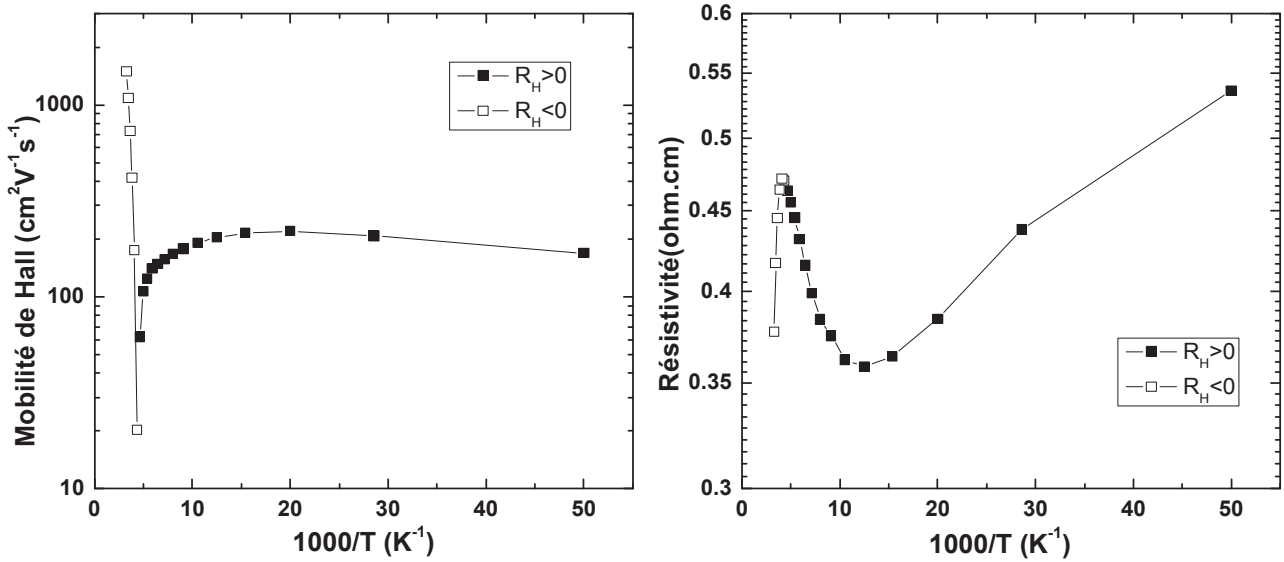 Mobilité de Hall (cm²V⁻¹s⁻¹)
1000
100
10
0
10
20
30
40
50
1000/T (K⁻¹)
R_H>0
R_H<0
Résistivité(ohm.cm)
0.6
0.55
0.5
0.45
0.4
0.35
0.3
0
10
20
30
40
50
1000/T (K⁻¹)
R_H>0
R_H<0